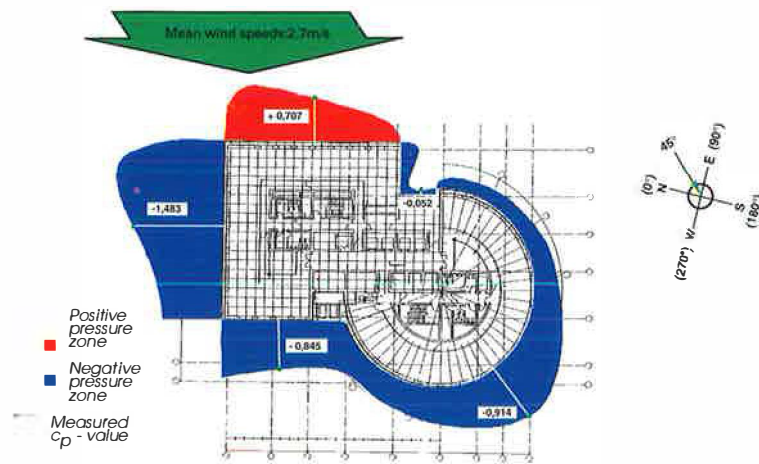 Mean wind speeds:2,7m/s
+ 0,707
-1,483
-0,052
- 0,845
-0,914
Positive
pressure
zone
Negative
pressure
zone
Measured
cp - value
45°
E (90°)
(0°)
N
S
(180°)
W
(270°)